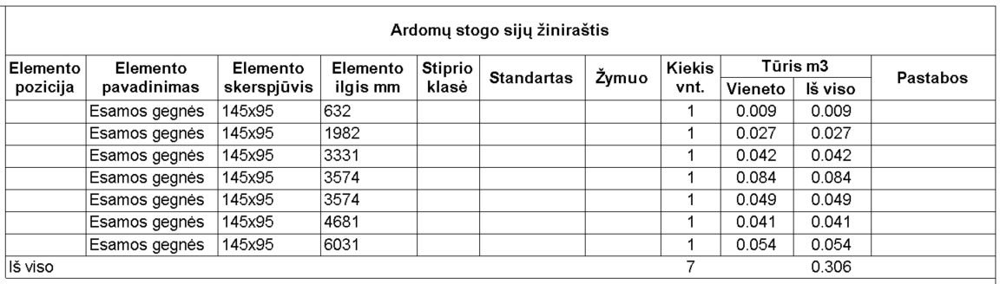 Ardomų stogo sijų žiniraštis
Elemento pozicija Elemento pavadinimas Elemento skerspjūvis Elemento ilgis mm Stiprio klasė Standartas Žymuo Kiekis vnt. Tūris m3 Pastabos
Vieneto Iš viso
Esamos gegnės 145x95 632 1 0.009 0.009
Esamos gegnės 145x95 1982 1 0.027 0.027
Esamos gegnės 145x95 3331 1 0.042 0.042
Esamos gegnės 145x95 3574 1 0.084 0.084
Esamos gegnės 145x95 3574 1 0.049 0.049
Esamos gegnės 145x95 4681 1 0.041 0.041
Esamos gegnės 145x95 6031 1 0.054 0.054
Iš viso 7 0.306